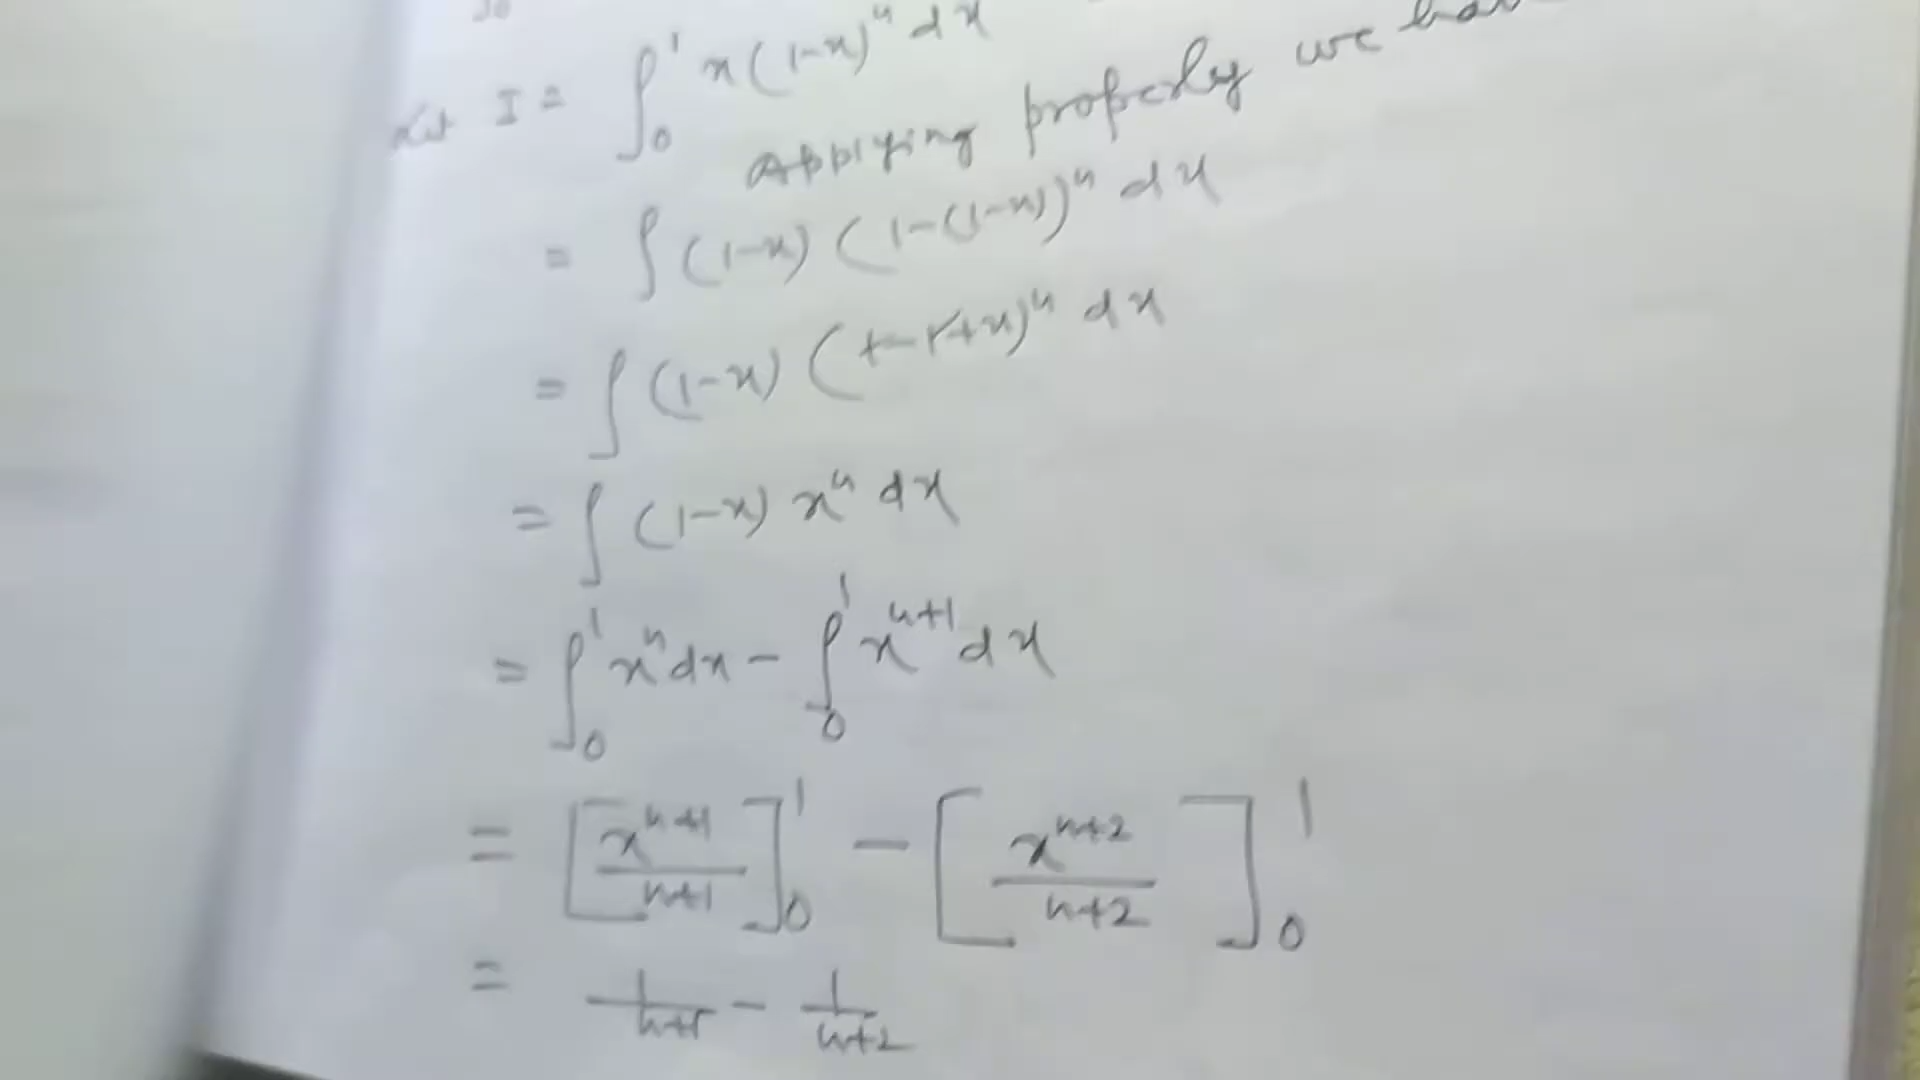 Let I = ∫₀¹ x(1-x)ⁿ dx
Applying property we have
= ∫ (1-x) (1-(1-x))ⁿ dx
= ∫ (1-x) (1-1+x)ⁿ dx
= ∫ (1-x) xⁿ dx
= ∫₀¹ xⁿ dx - ∫₀¹ xⁿ⁺¹ dx
= [xⁿ⁺¹/n+1]₀¹ - [xⁿ⁺²/n+2]₀¹
= 1/n+1 - 1/n+2